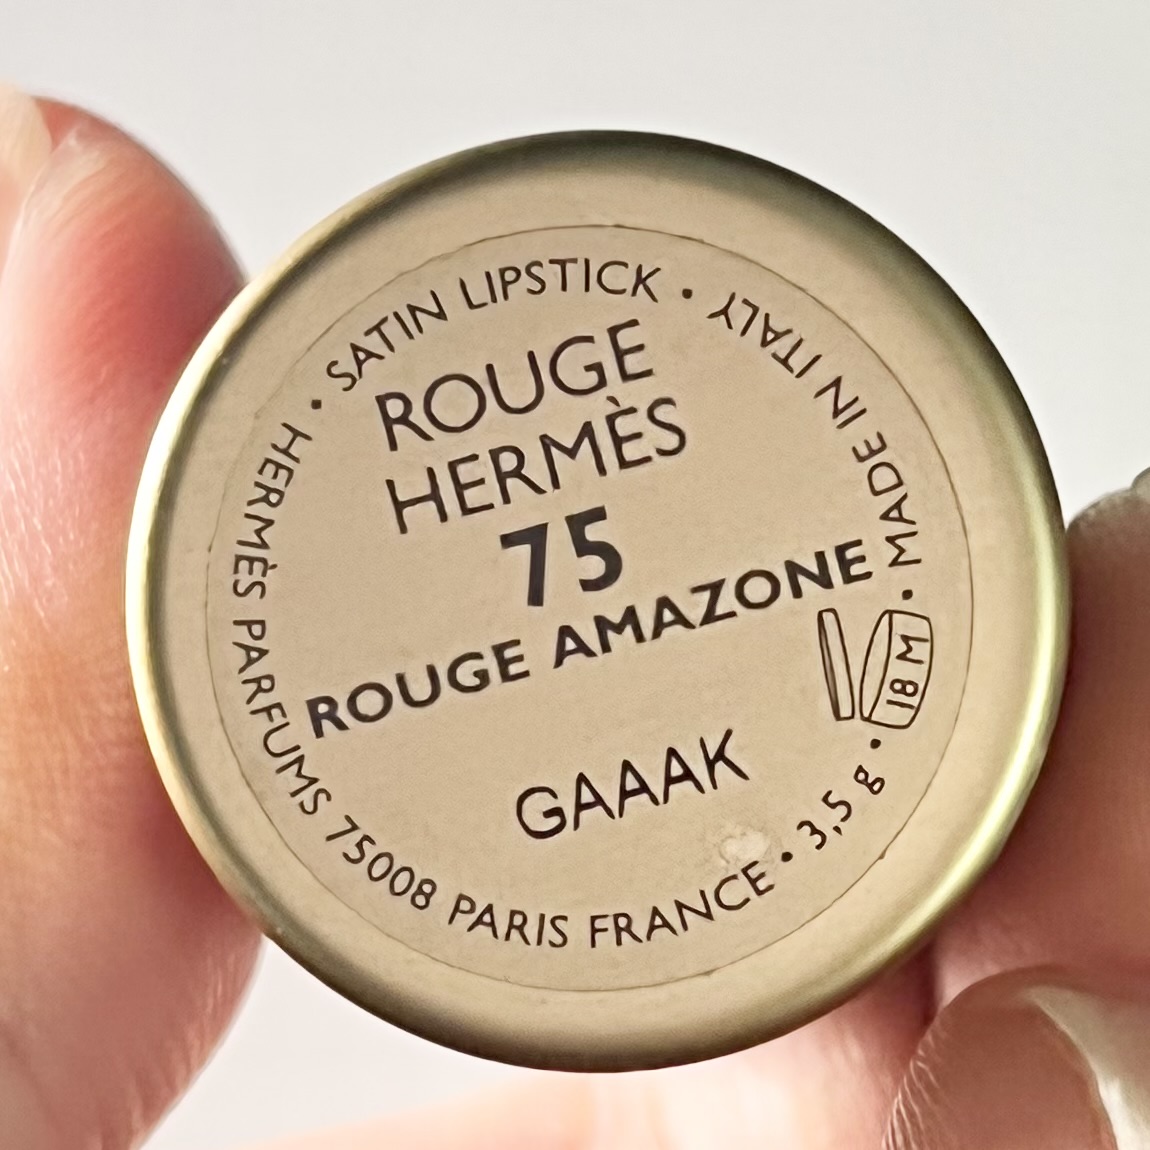 SATIN LIPSTICK · MADE IN ITALY · 18 M · 3,5 g · HERMÈS PARFUMS 75008 PARIS FRANCE ·
ROUGE
HERMÈS
75
ROUGE AMAZONE
GAAAK